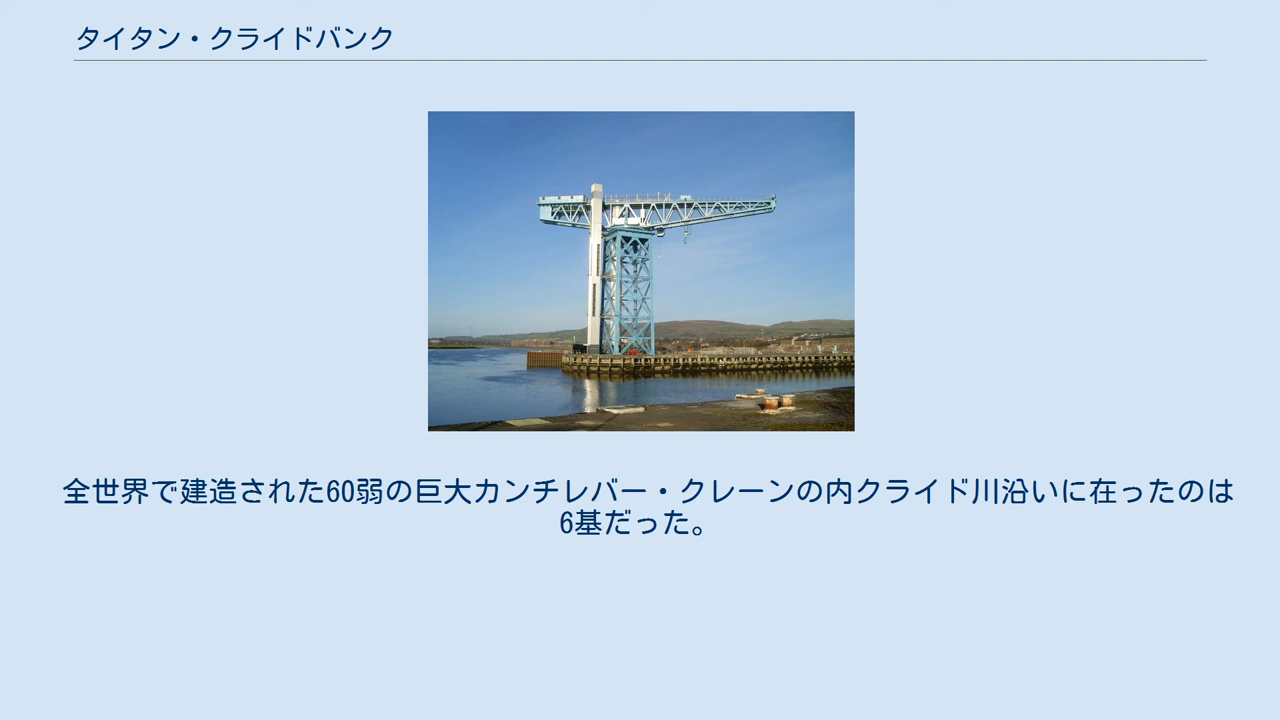 タイタン・クライドバンク
全世界で建造された60弱の巨大カンチレバー・クレーンの内クライド川沿いに在ったのは
6基だった。